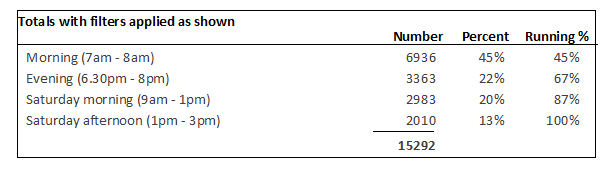 Totals with filters applied as shown
Number Percent Running %
Morning (7am - 8am) 6936 45% 45%
Evening (6.30pm - 8pm) 3363 22% 67%
Saturday morning (9am - 1pm) 2983 20% 87%
Saturday afternoon (1pm - 3pm) 2010 13% 100%
15292